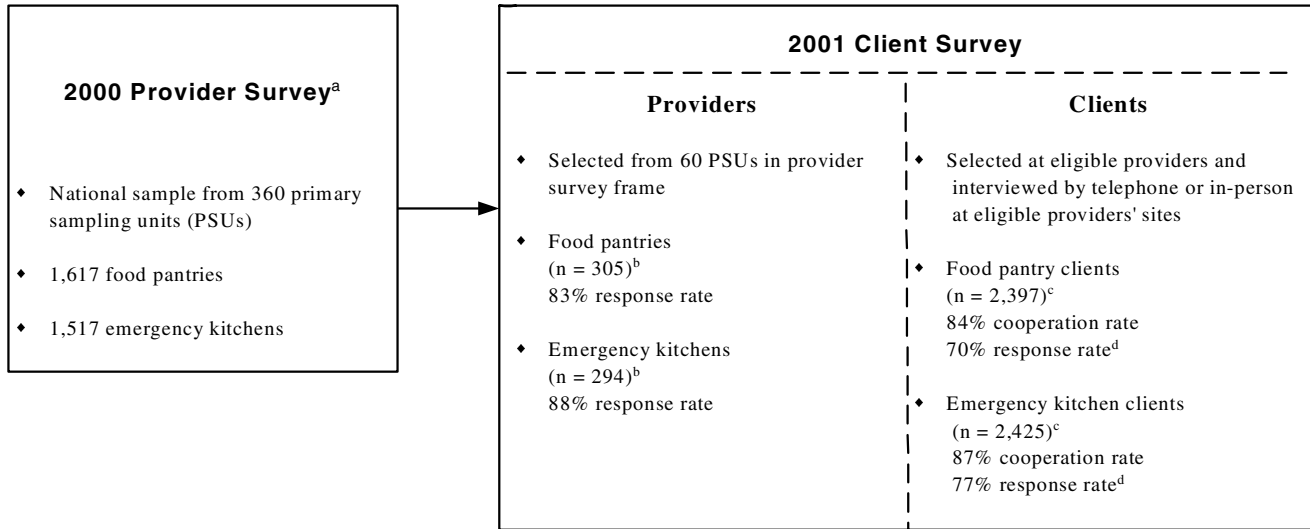 2000 Provider Surveyᵃ
♦ National sample from 360 primary
sampling units (PSUs)
♦ 1,617 food pantries
♦ 1,517 emergency kitchens
2001 Client Survey
Providers
♦ Selected from 60 PSUs in provider
survey frame
♦ Food pantries
(n = 305)ᵇ
83% response rate
♦ Emergency kitchens
(n = 294)ᵇ
88% response rate
Clients
♦ Selected at eligible providers and
interviewed by telephone or in-person
at eligible providers' sites
♦ Food pantry clients
(n = 2,397)ᶜ
84% cooperation rate
70% response rateᵈ
♦ Emergency kitchen clients
(n = 2,425)ᶜ
87% cooperation rate
77% response rateᵈ